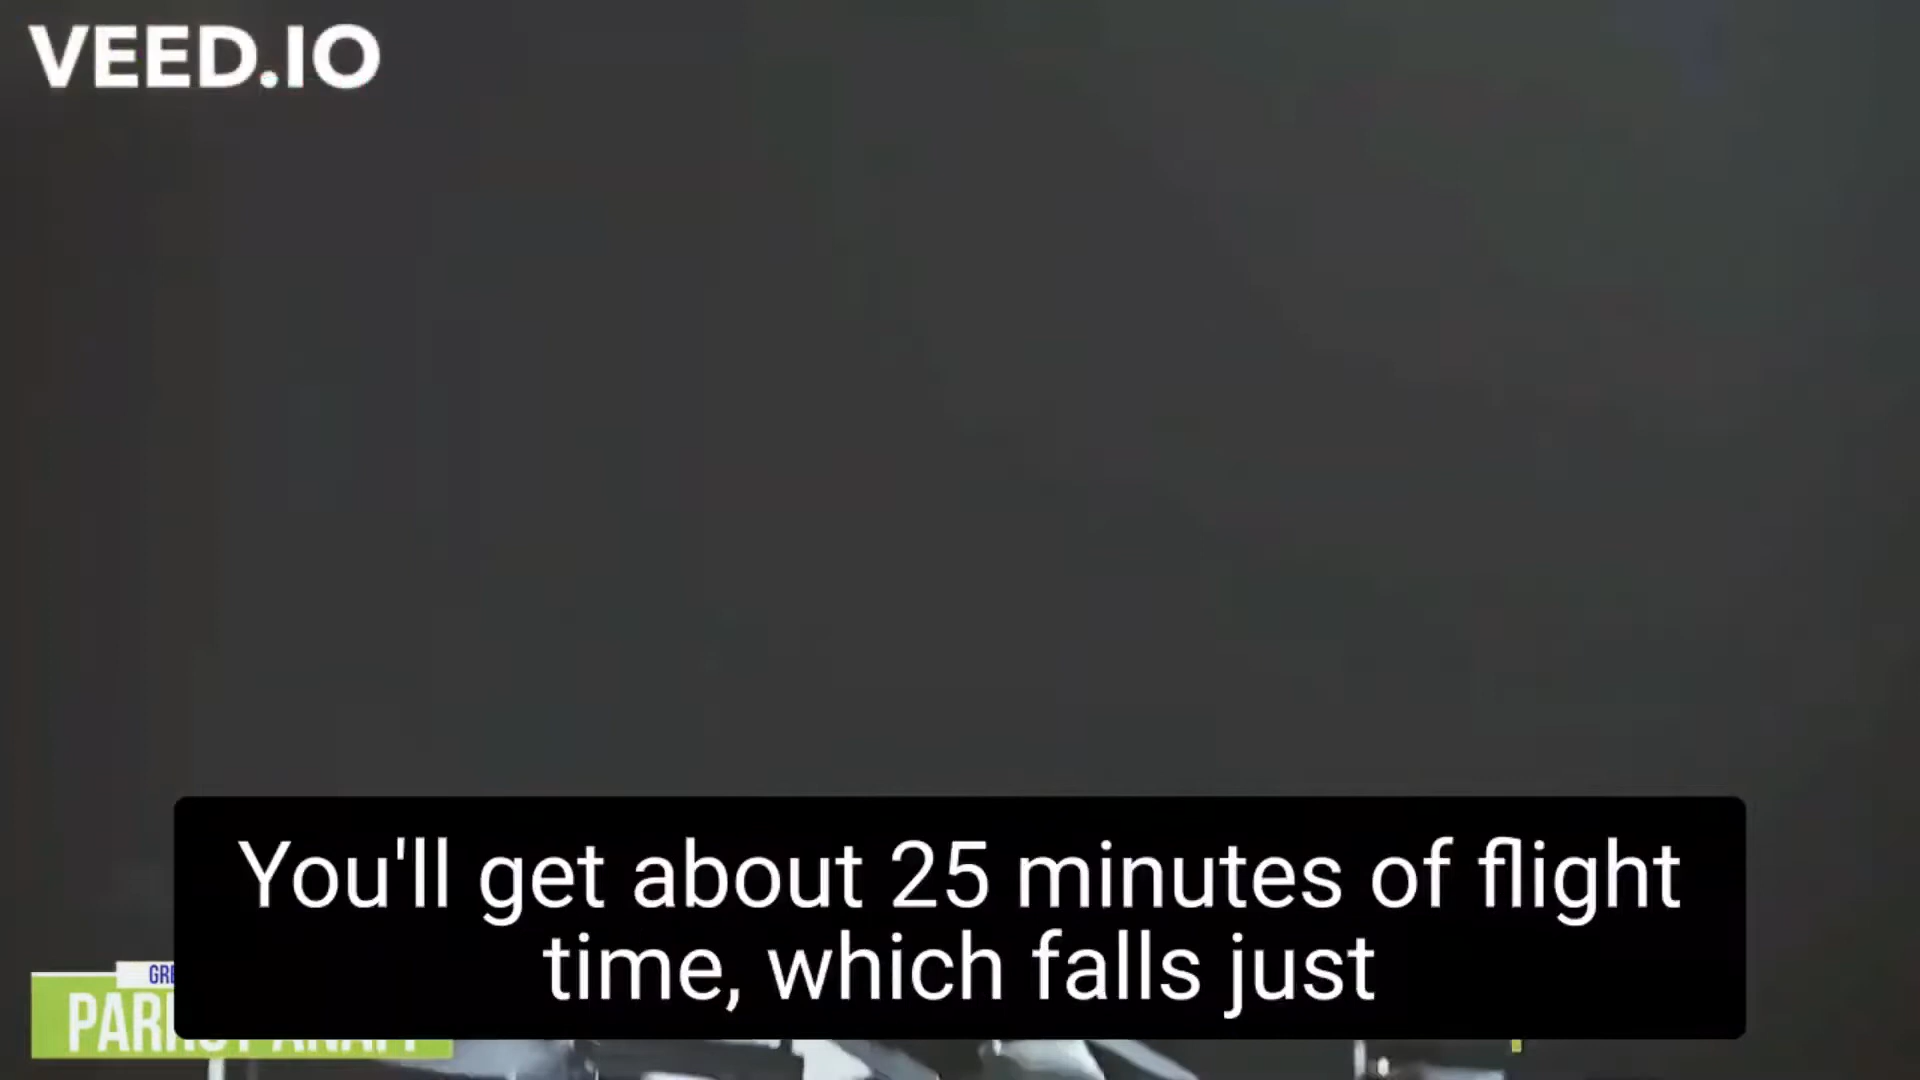 VEED.IO
You'll get about 25 minutes of flight
time, which falls just